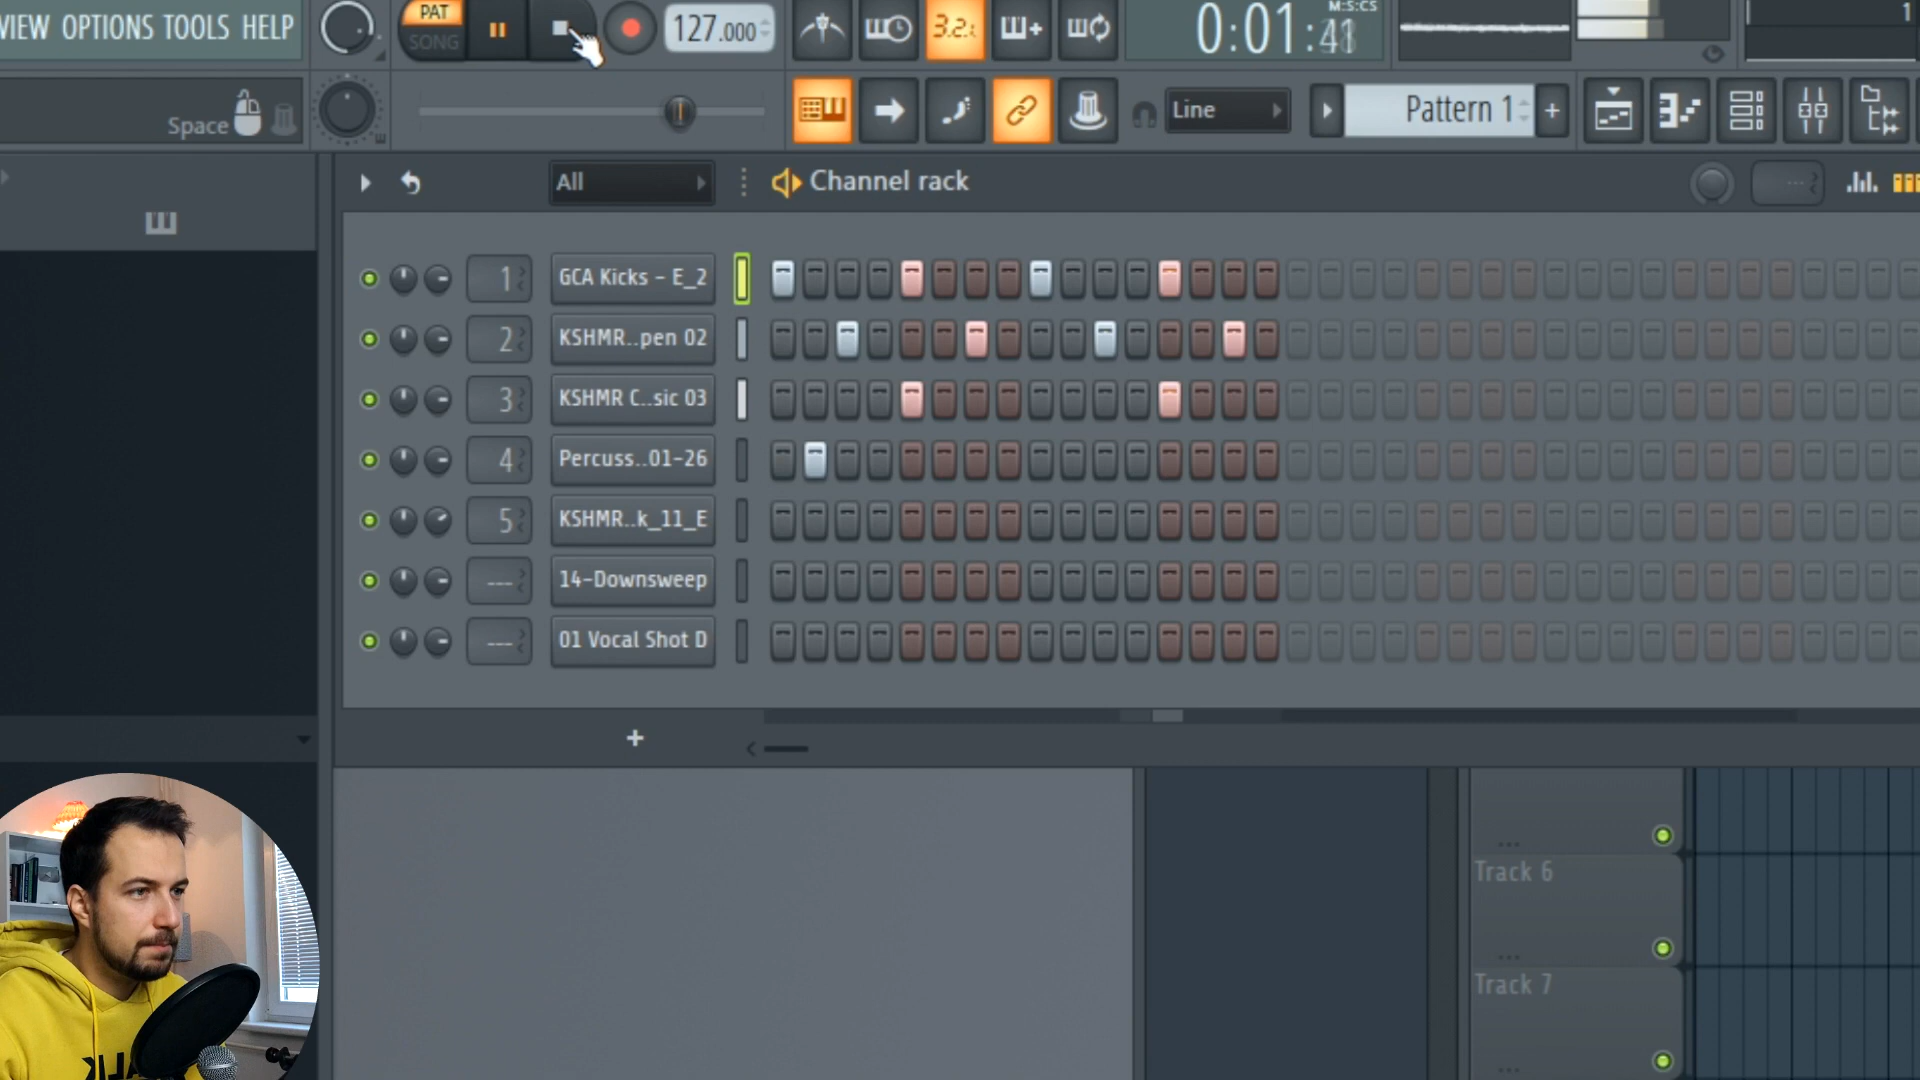 VIEW OPTIONS TOOLS HELP
PAT
SONG
127.000
3.2.
M:S:CS
0:01:41
1
Space
Line
Pattern 1
+
All
Channel rack
1 GCA Kicks - E_2
2 KSHMR..pen 02
3 KSHMR C..sic 03
4 Percuss..01-26
5 KSHMR..k_11_E
--- 14-Downsweep
--- 01 Vocal Shot D
+
...
Track 6
...
Track 7
...